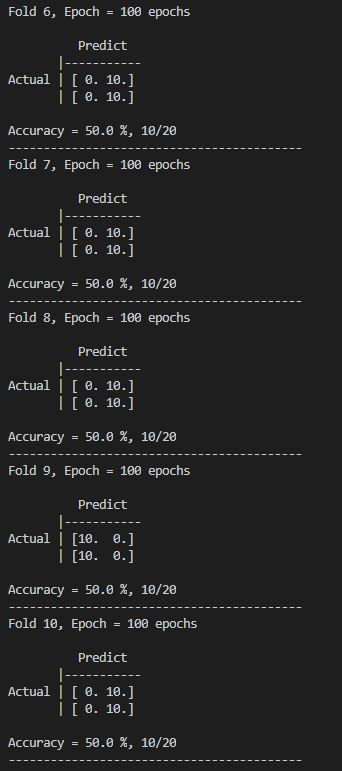 Fold 6, Epoch = 100 epochs
Predict
|-----------
Actual | [ 0. 10.]
| [ 0. 10.]
Accuracy = 50.0 %, 10/20
------------------------------------------
Fold 7, Epoch = 100 epochs
Predict
|-----------
Actual | [ 0. 10.]
| [ 0. 10.]
Accuracy = 50.0 %, 10/20
------------------------------------------
Fold 8, Epoch = 100 epochs
Predict
|-----------
Actual | [ 0. 10.]
| [ 0. 10.]
Accuracy = 50.0 %, 10/20
------------------------------------------
Fold 9, Epoch = 100 epochs
Predict
|-----------
Actual | [10.  0.]
| [10.  0.]
Accuracy = 50.0 %, 10/20
------------------------------------------
Fold 10, Epoch = 100 epochs
Predict
|-----------
Actual | [ 0. 10.]
| [ 0. 10.]
Accuracy = 50.0 %, 10/20
------------------------------------------